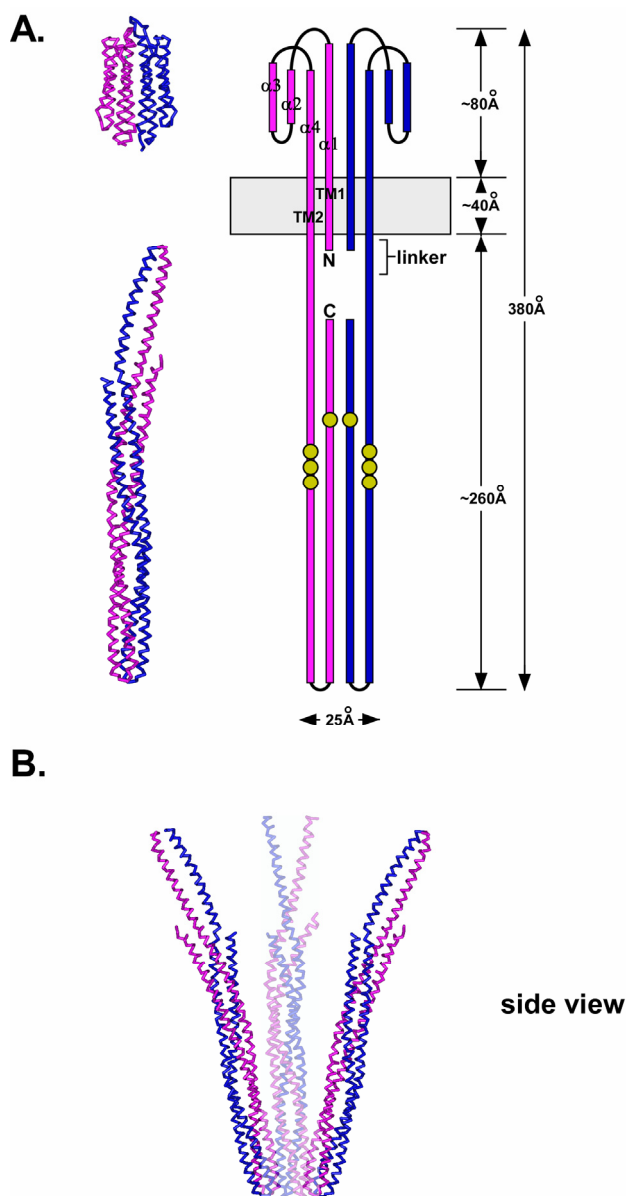 A.
α3
α2
α4
α1
~80Å
TM1
TM2
~40Å
linker
N
C
380Å
~260Å
25Å
B.
side view